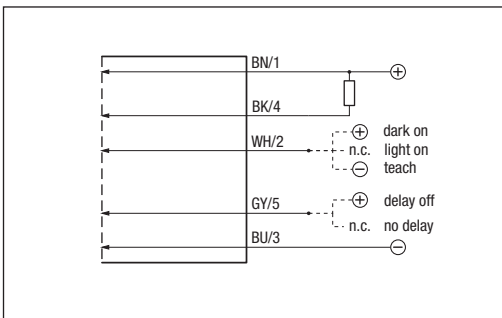 BN/1
+
BK/4
WH/2
+ dark on
n.c. light on
− teach
GY/5
+ delay off
n.c. no delay
BU/3
−